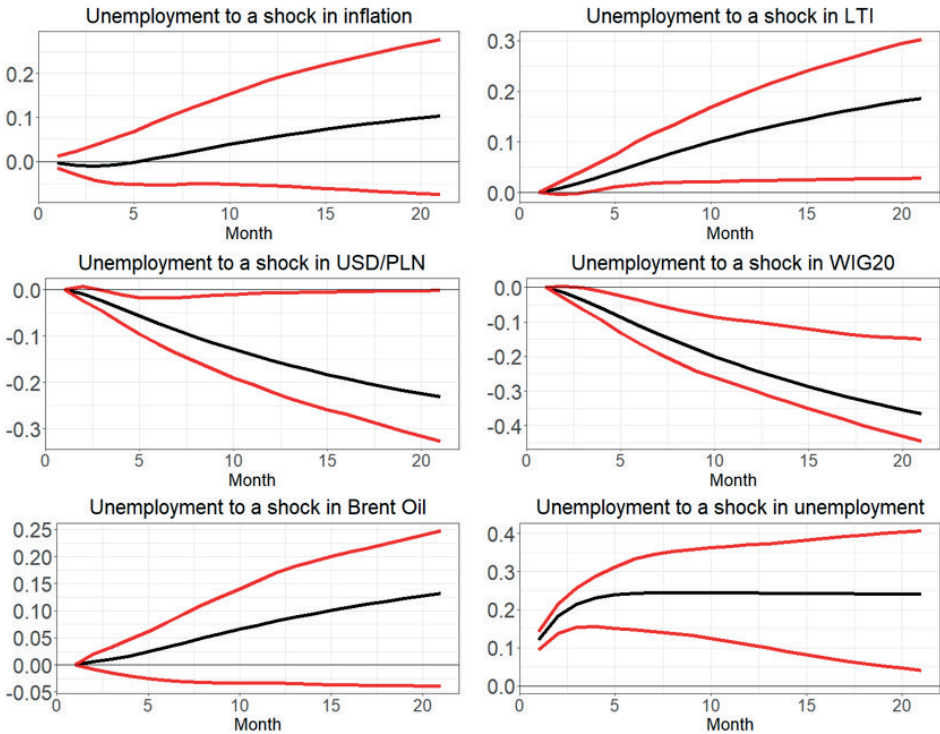 Unemployment to a shock in inflation
0.2
0.1
0.0
0 5 10 15 20
Month
Unemployment to a shock in LTI
0.3
0.2
0.1
0.0
0 5 10 15 20
Month
Unemployment to a shock in USD/PLN
0.0
-0.1
-0.2
-0.3
0 5 10 15 20
Month
Unemployment to a shock in WIG20
0.0
-0.1
-0.2
-0.3
-0.4
0 5 10 15 20
Month
Unemployment to a shock in Brent Oil
0.25
0.20
0.15
0.10
0.05
0.00
-0.05
0 5 10 15 20
Month
Unemployment to a shock in unemployment
0.4
0.3
0.2
0.1
0.0
0 5 10 15 20
Month